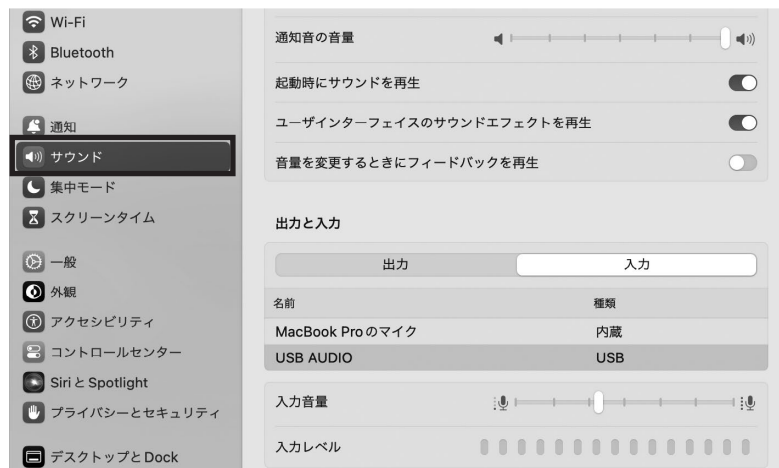 Wi-Fi
Bluetooth
ネットワーク
通知
サウンド
集中モード
スクリーンタイム
一般
外観
アクセシビリティ
コントロールセンター
Siri と Spotlight
プライバシーとセキュリティ
デスクトップと Dock
通知音の音量
起動時にサウンドを再生
ユーザインターフェイスのサウンドエフェクトを再生
音量を変更するときにフィードバックを再生
出力と入力
出力 入力
名前 種類
MacBook Pro のマイク 内蔵
USB AUDIO USB
入力音量
入力レベル